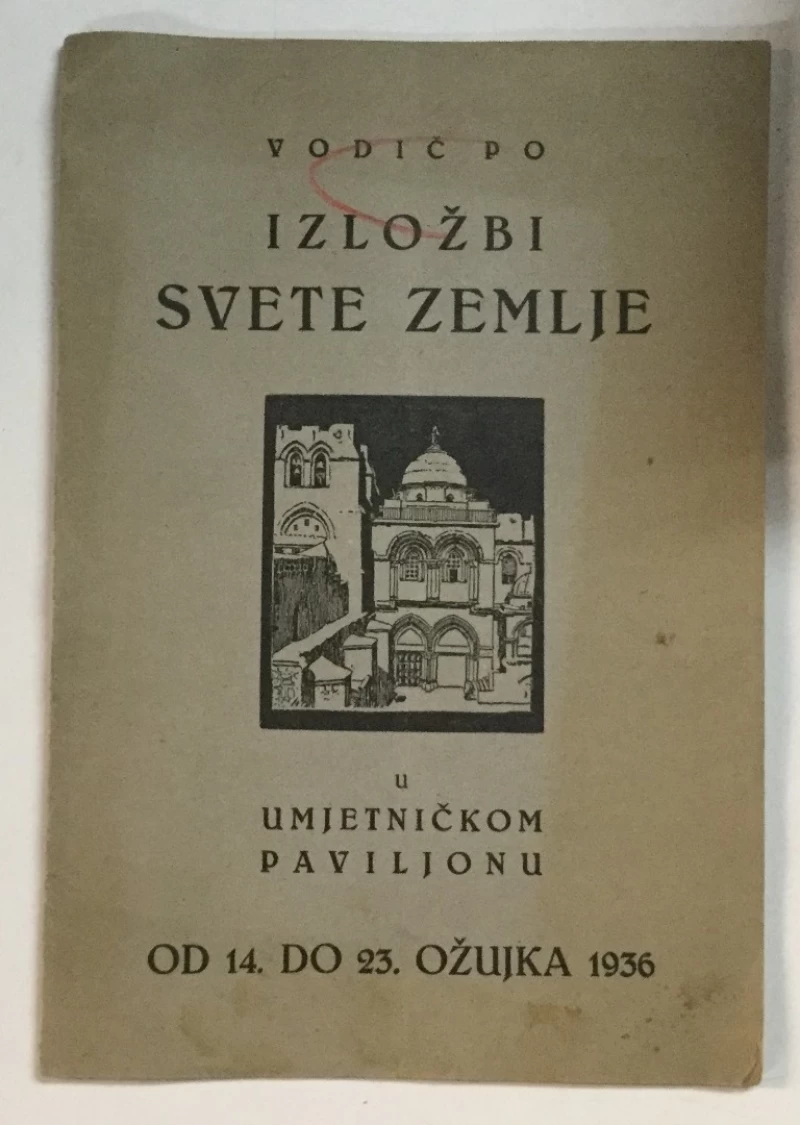 VODIČ PO
IZLOŽBI
SVETE ZEMLJE
U
UMJETNIČKOM
PAVILJONU
OD 14. DO 23. OŽUJKA 1936